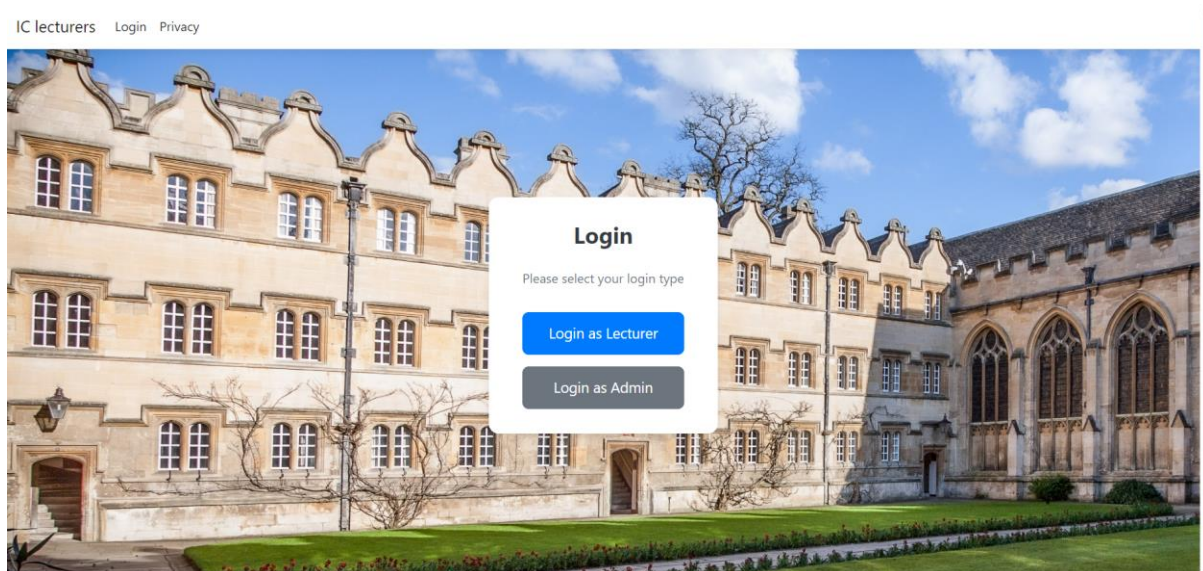 IC lecturers Login Privacy
Login
Please select your login type
Login as Lecturer
Login as Admin